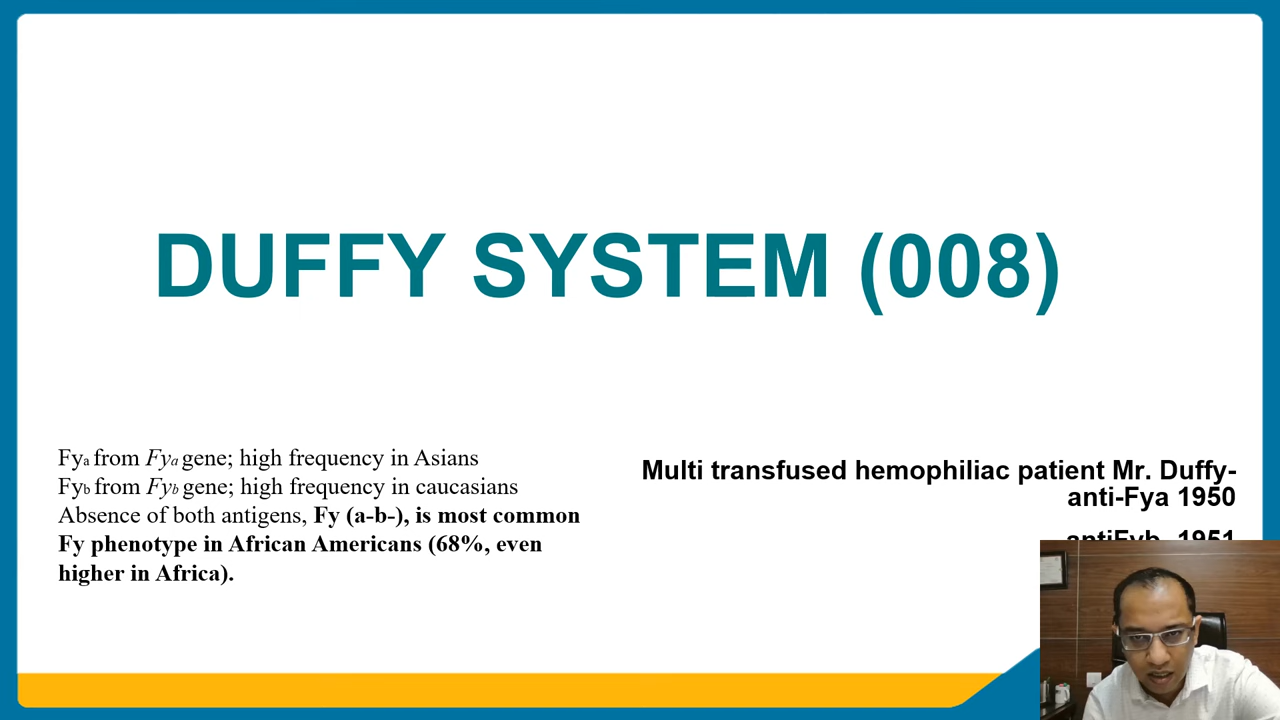 DUFFY SYSTEM (008)
Fya from Fya gene; high frequency in Asians
Fyb from Fyb gene; high frequency in caucasians
Absence of both antigens, Fy (a-b-), is most common
Fy phenotype in African Americans (68%, even
higher in Africa).
Multi transfused hemophiliac patient Mr. Duffy-
anti-Fya 1950
antiFyb 1951